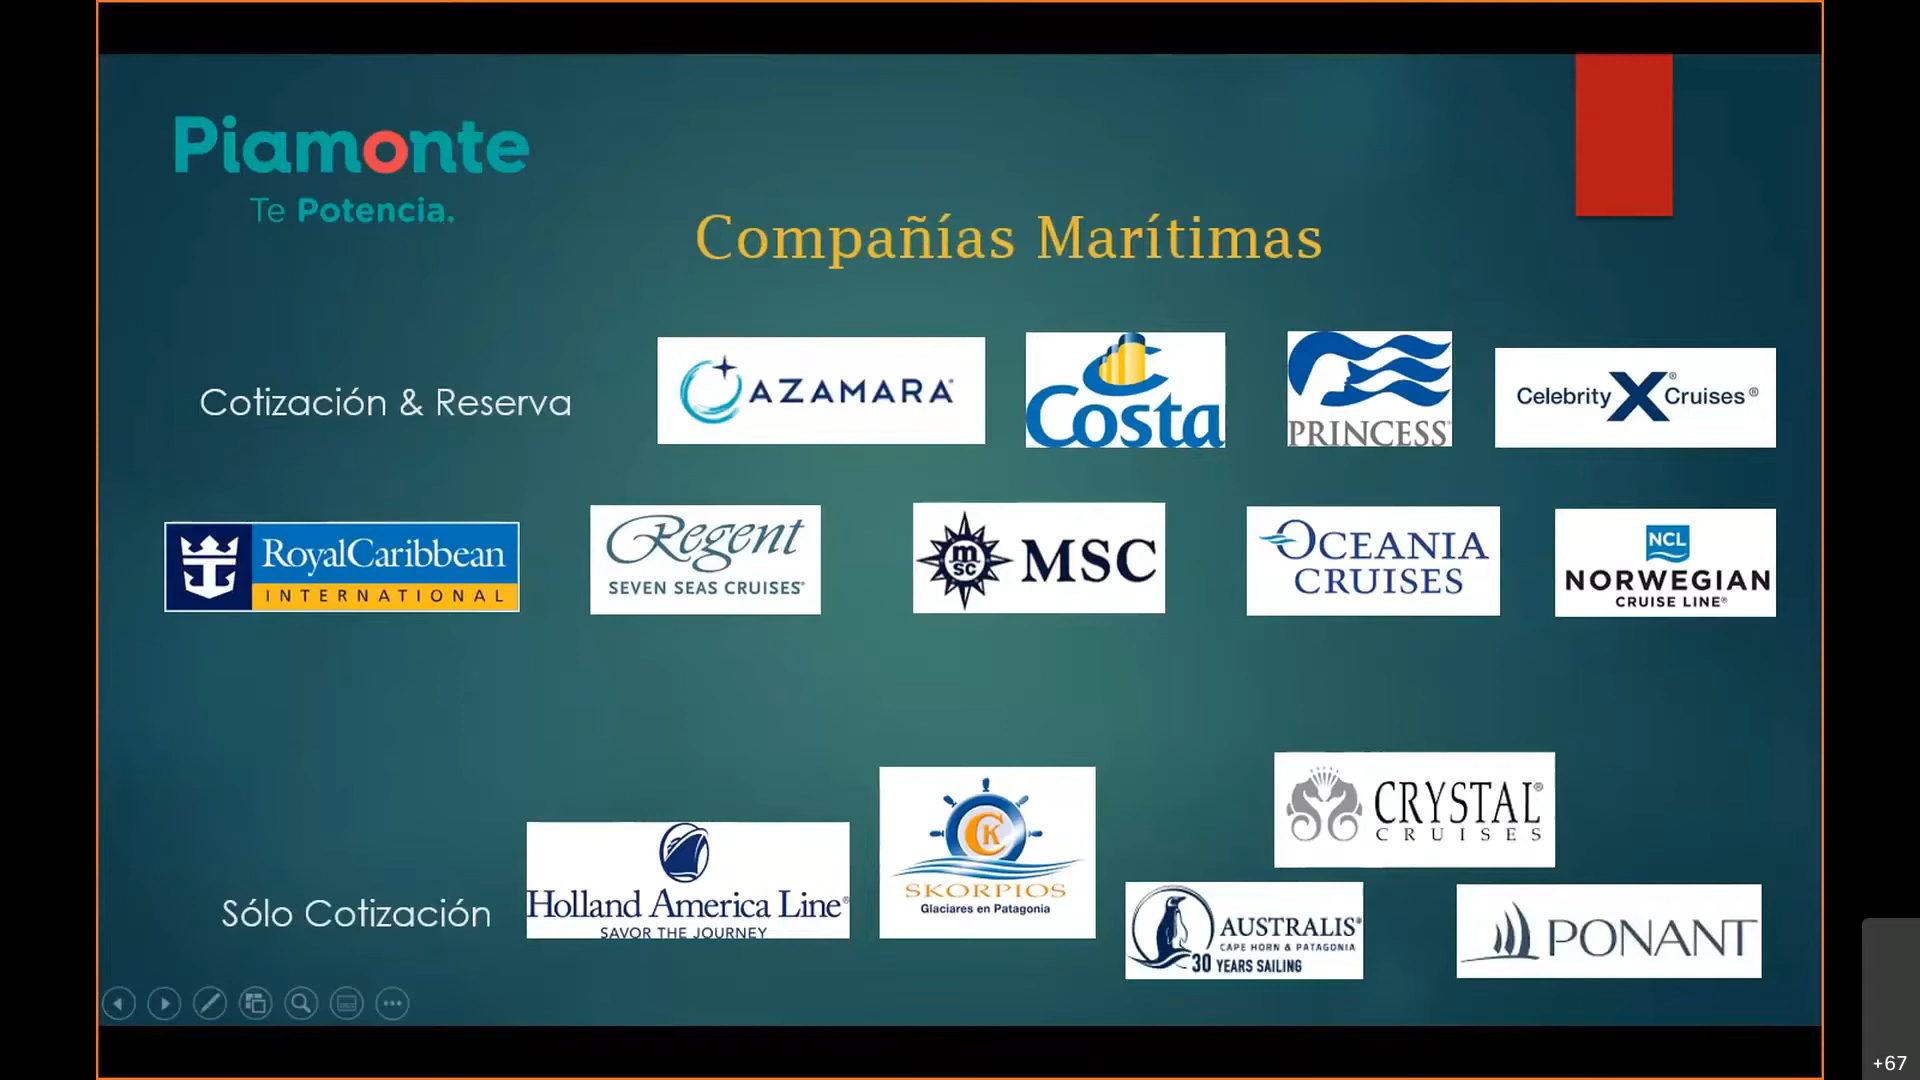 Piamonte
Te Potencia.
Compañías Marítimas
Cotización & Reserva
AZAMARA®
Costa
PRINCESS®
Celebrity X® Cruises®
RoyalCaribbean
INTERNATIONAL
Regent
SEVEN SEAS CRUISES®
m
SC
MSC
OCEANIA
CRUISES
NCL
NORWEGIAN
CRUISE LINE®
Sólo Cotización
Holland America Line®
SAVOR THE JOURNEY
CK
SKORPIOS
Glaciares en Patagonia
CRYSTAL®
CRUISES
AUSTRALIS®
CAPE HORN & PATAGONIA
30 YEARS SAILING
PONANT
+67